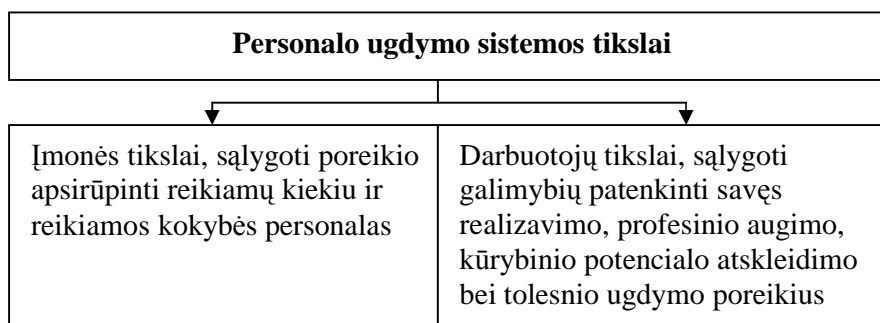 Personalo ugdymo sistemos tikslai
Įmonės tikslai, sąlygoti poreikio
apsirūpinti reikiamų kiekiu ir
reikiamos kokybės personalas
Darbuotojų tikslai, sąlygoti
galimybių patenkinti savęs
realizavimo, profesinio augimo,
kūrybinio potencialo atskleidimo
bei tolesnio ugdymo poreikius